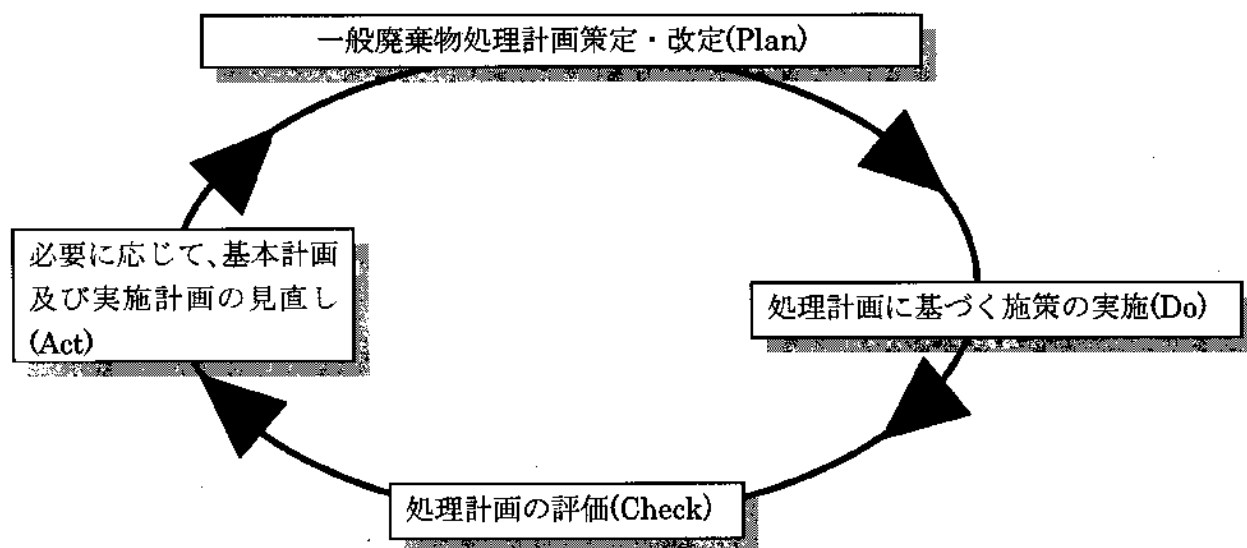 一般廃棄物処理計画策定・改定(Plan)
必要に応じて、基本計画
及び実施計画の見直し
(Act)
処理計画に基づく施策の実施(Do)
処理計画の評価(Check)